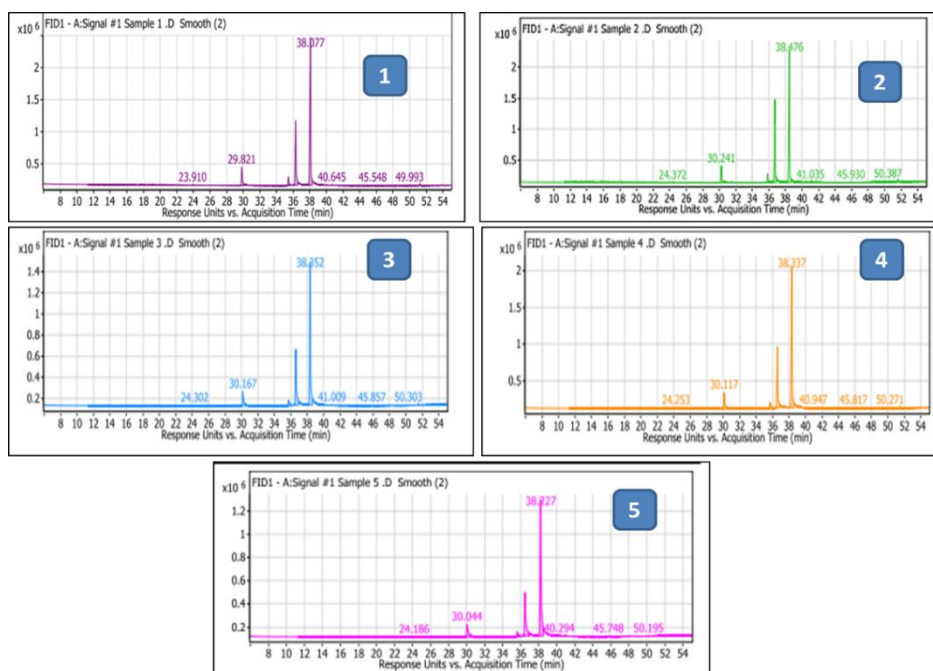 FID1 - A:Signal #1 Sample 1 .D Smooth (2)
x10 6
38.077
1
2
1.5
1
29.821
0.5
23.910 40.645 45.548 49.993
8 10 12 14 16 18 20 22 24 26 28 30 32 34 36 38 40 42 44 46 48 50 52 54
Response Units vs. Acquisition Time (min)
FID1 - A:Signal #1 Sample 2 .D Smooth (2)
x10 6
38.476
2
2
1.5
1
30.241
0.5
24.372 41.035 45.930 50.387
8 10 12 14 16 18 20 22 24 26 28 30 32 34 36 38 40 42 44 46 48 50 52 54
Response Units vs. Acquisition Time (min)
FID1 - A:Signal #1 Sample 3 .D Smooth (2)
x10 6
38.352
3
1.4
1.2
1
0.8
0.6
0.4
30.167
0.2
24.302 41.009 45.857 50.303
8 10 12 14 16 18 20 22 24 26 28 30 32 34 36 38 40 42 44 46 48 50 52 54
Response Units vs. Acquisition Time (min)
FID1 - A:Signal #1 Sample 4 .D Smooth (2)
x10 6
38.337
4
2
1.5
1
0.5
30.117
24.253 40.947 45.817 50.271
6 8 10 12 14 16 18 20 22 24 26 28 30 32 34 36 38 40 42 44 46 48 50 52 54
Response Units vs. Acquisition Time (min)
FID1 - A:Signal #1 Sample 5 .D Smooth (2)
x10 6
38.227
5
1.2
1
0.8
0.6
0.4
30.044
0.2
24.186 40.294 45.748 50.195
6 8 10 12 14 16 18 20 22 24 26 28 30 32 34 36 38 40 42 44 46 48 50 52 54
Response Units vs. Acquisition Time (min)